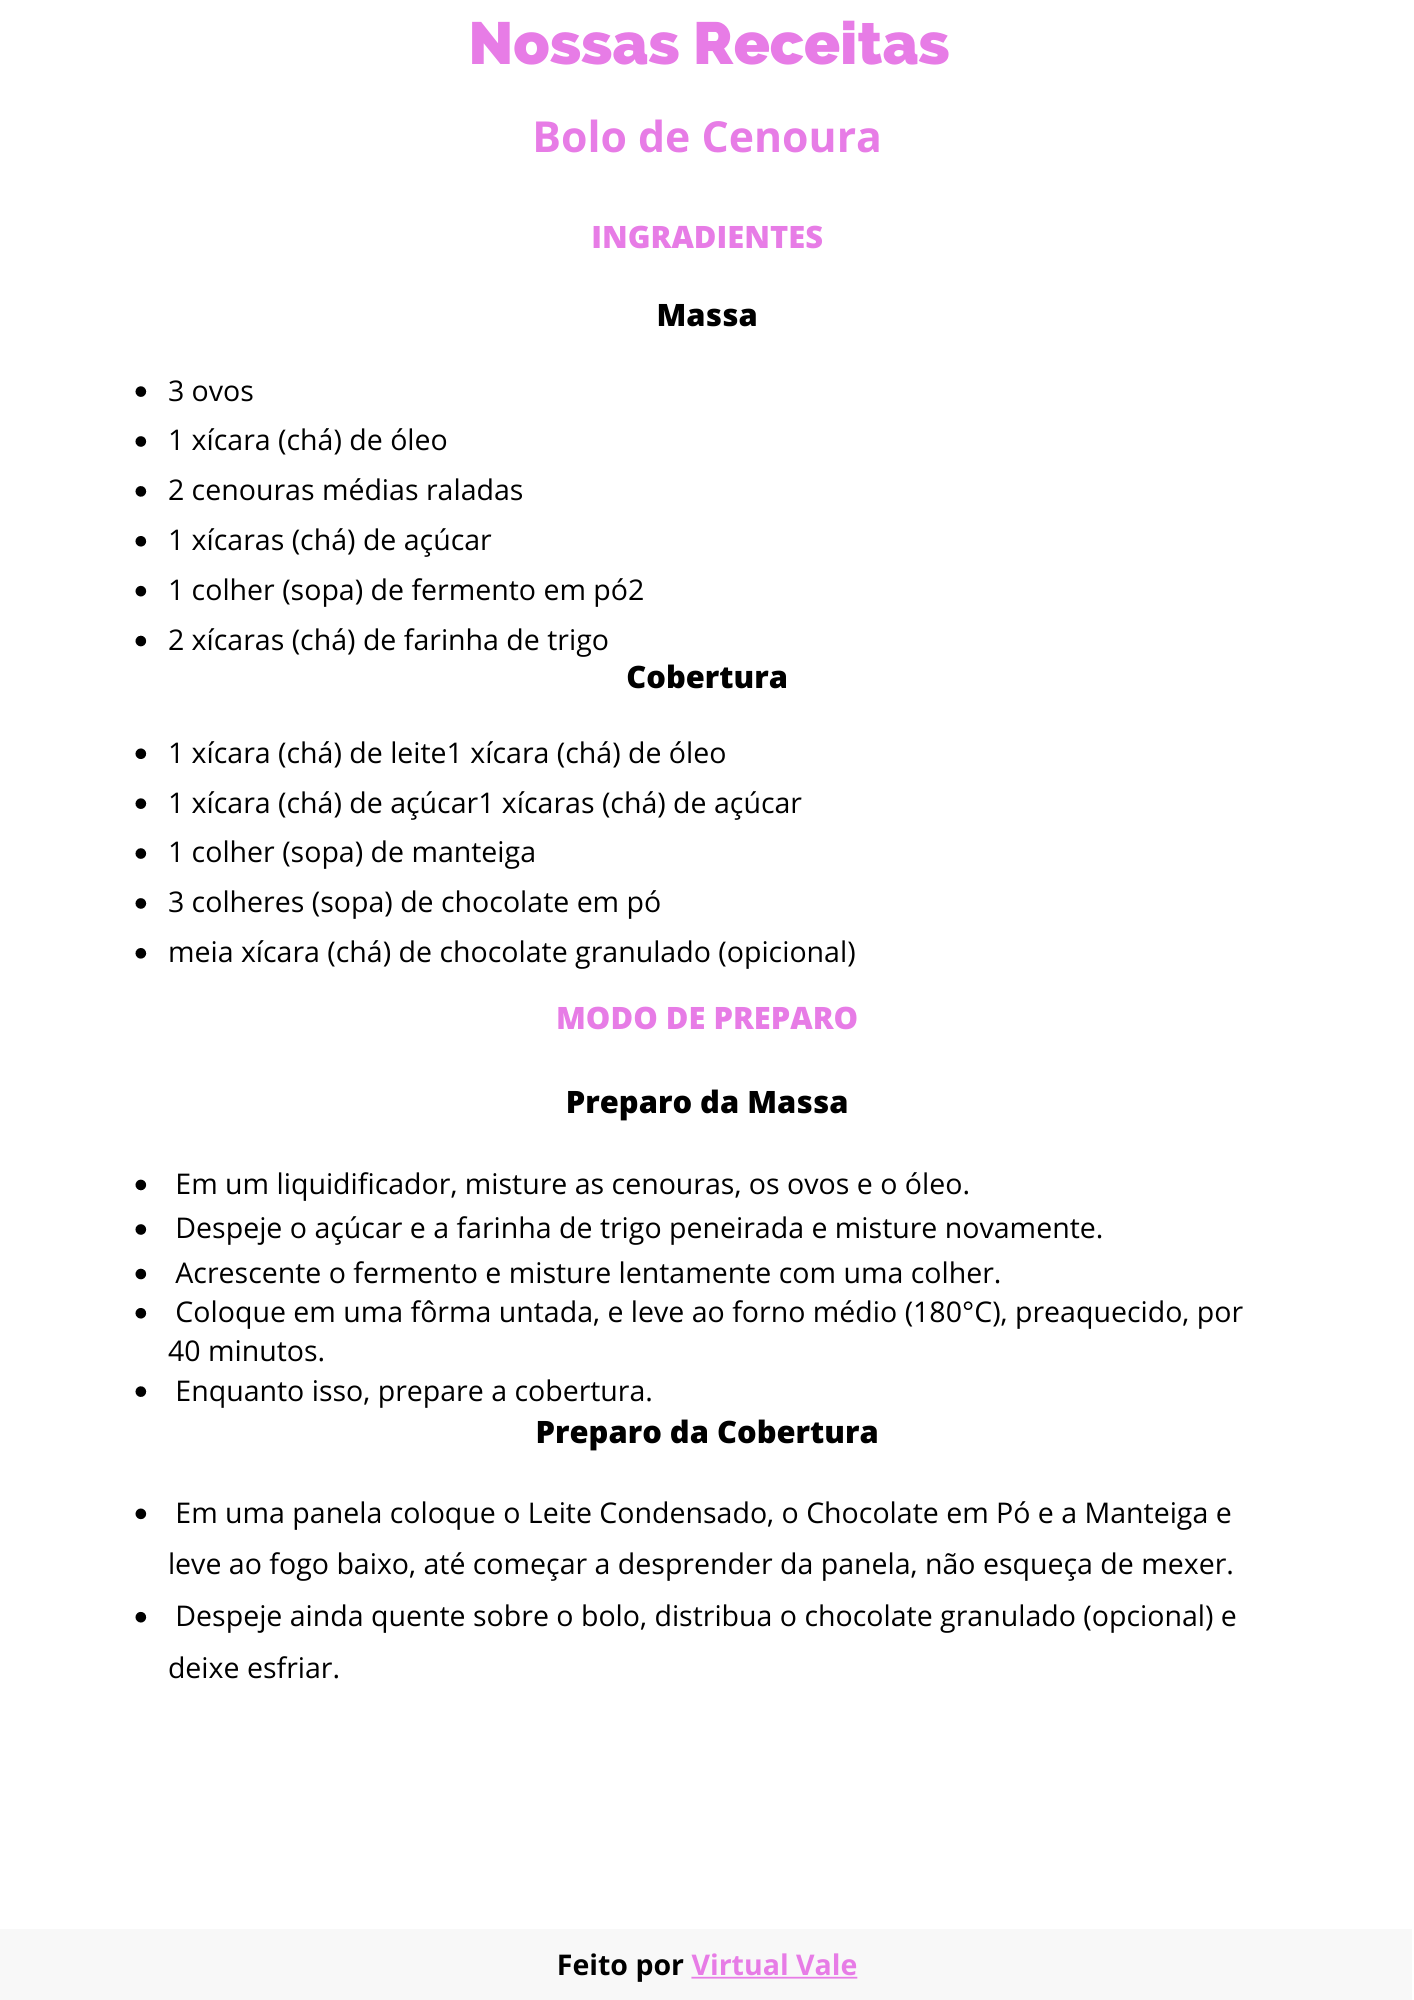 Nossas Receitas
Bolo de Cenoura
INGRADIENTES
Massa
• 3 ovos
• 1 xícara (chá) de óleo
• 2 cenouras médias raladas
• 1 xícaras (chá) de açúcar
• 1 colher (sopa) de fermento em pó2
• 2 xícaras (chá) de farinha de trigo
Cobertura
• 1 xícara (chá) de leite1 xícara (chá) de óleo
• 1 xícara (chá) de açúcar1 xícaras (chá) de açúcar
• 1 colher (sopa) de manteiga
• 3 colheres (sopa) de chocolate em pó
• meia xícara (chá) de chocolate granulado (opicional)
MODO DE PREPARO
Preparo da Massa
• Em um liquidificador, misture as cenouras, os ovos e o óleo.
• Despeje o açúcar e a farinha de trigo peneirada e misture novamente.
• Acrescente o fermento e misture lentamente com uma colher.
• Coloque em uma fôrma untada, e leve ao forno médio (180°C), preaquecido, por
40 minutos.
• Enquanto isso, prepare a cobertura.
Preparo da Cobertura
• Em uma panela coloque o Leite Condensado, o Chocolate em Pó e a Manteiga e
leve ao fogo baixo, até começar a desprender da panela, não esqueça de mexer.
• Despeje ainda quente sobre o bolo, distribua o chocolate granulado (opcional) e
deixe esfriar.
Feito por Virtual Vale